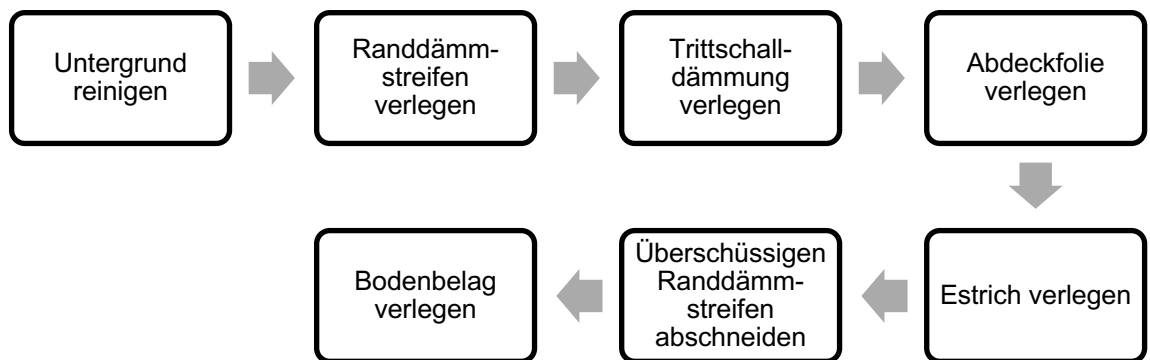 Untergrund
reinigen
Randdämm-
streifen
verlegen
Trittschall-
dämmung
verlegen
Abdeckfolie
verlegen
Estrich verlegen
Überschüssigen
Randdämm-
streifen
abschneiden
Bodenbelag
verlegen